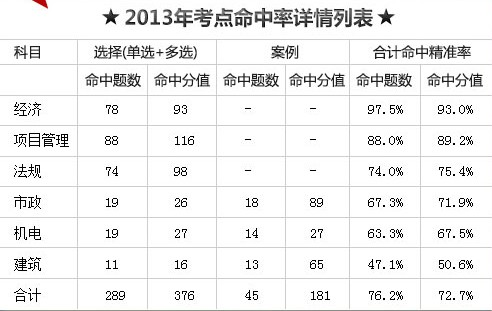 ★ 2013年考点命中率详情列表 ★
科目 选择(单选+多选) 案例 合计命中精准率
命中题数 命中分值 命中题数 命中分值 命中题数 命中分值
经济 78 93 - - 97.5% 93.0%
项目管理 88 116 - - 88.0% 89.2%
法规 74 98 - - 74.0% 75.4%
市政 19 26 18 89 67.3% 71.9%
机电 19 27 14 27 63.3% 67.5%
建筑 11 16 13 65 47.1% 50.6%
合计 289 376 45 181 76.2% 72.7%